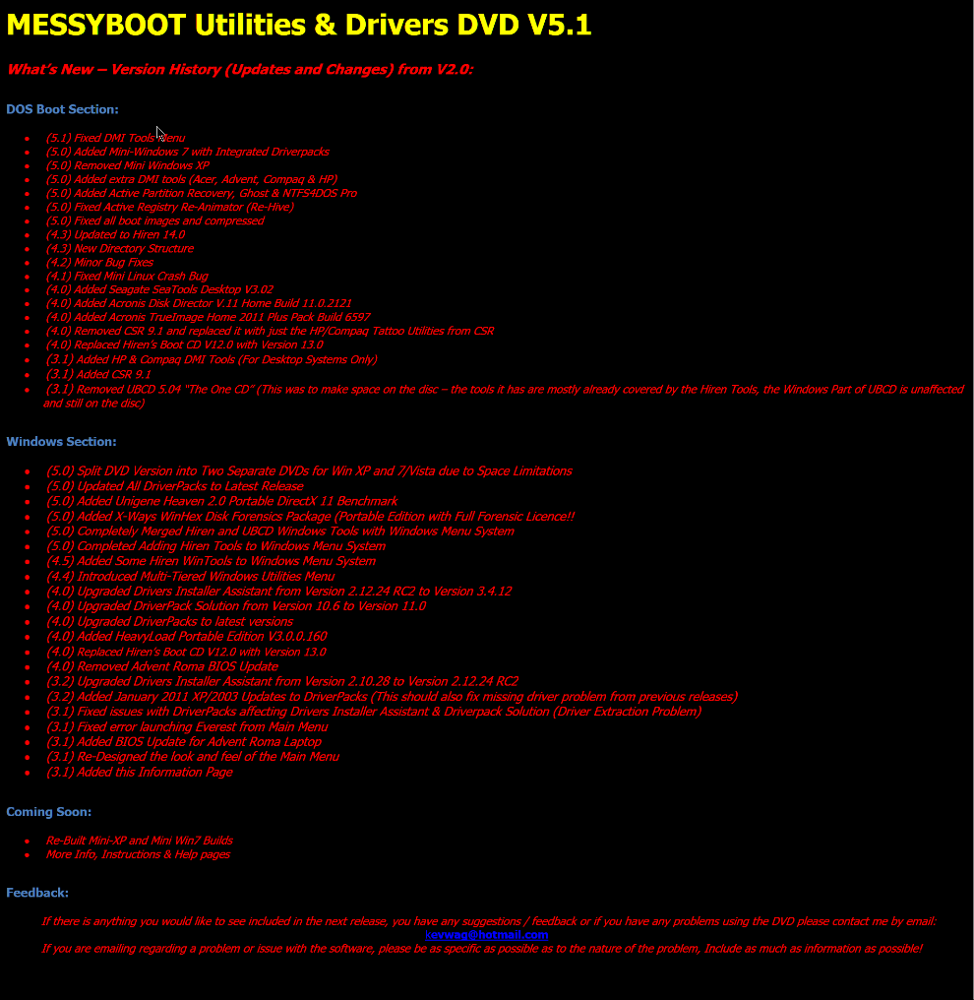 MESSYBOOT Utilities & Drivers DVD V5.1
What's New – Version History (Updates and Changes) from V2.0:
DOS Boot Section:
• (5.1) Fixed DMI Tools Menu
• (5.0) Added Mini-Windows 7 with Integrated Driverpacks
• (5.0) Removed Mini Windows XP
• (5.0) Added extra DMI tools (Acer, Advent, Compaq & HP)
• (5.0) Added Active Partition Recovery, Ghost & NTFS4DOS Pro
• (5.0) Fixed Active Registry Re-Animator (Re-Hive)
• (5.0) Fixed all boot images and compressed
• (4.3) Updated to Hiren 14.0
• (4.3) New Directory Structure
• (4.2) Minor Bug Fixes
• (4.1) Fixed Mini Linux Crash Bug
• (4.0) Added Seagate SeaTools Desktop V3.02
• (4.0) Added Acronis Disk Director V.11 Home Build 11.0.2121
• (4.0) Added Acronis TrueImage Home 2011 Plus Pack Build 6597
• (4.0) Removed CSR 9.1 and replaced it with just the HP/Compaq Tattoo Utilities from CSR
• (4.0) Replaced Hiren's Boot CD V12.0 with Version 13.0
• (3.1) Added HP & Compaq DMI Tools (For Desktop Systems Only)
• (3.1) Added CSR 9.1
• (3.1) Removed UBCD 5.04 "The One CD" (This was to make space on the disc – the tools it has are mostly already covered by the Hiren Tools, the Windows Part of UBCD is unaffected
and still on the disc)
Windows Section:
• (5.0) Split DVD Version into Two Separate DVDs for Win XP and 7/Vista due to Space Limitations
• (5.0) Updated All DriverPacks to Latest Release
• (5.0) Added Unigene Heaven 2.0 Portable DirectX 11 Benchmark
• (5.0) Added X-Ways WinHex Disk Forensics Package (Portable Edition with Full Forensic Licence!!
• (5.0) Completely Merged Hiren and UBCD Windows Tools with Windows Menu System
• (5.0) Completed Adding Hiren Tools to Windows Menu System
• (4.5) Added Some Hiren WinTools to Windows Menu System
• (4.4) Introduced Multi-Tiered Windows Utilities Menu
• (4.0) Upgraded Drivers Installer Assistant from Version 2.12.24 RC2 to Version 3.4.12
• (4.0) Upgraded DriverPack Solution from Version 10.6 to Version 11.0
• (4.0) Upgraded DriverPacks to latest versions
• (4.0) Added HeavyLoad Portable Edition V3.0.0.160
• (4.0) Replaced Hiren's Boot CD V12.0 with Version 13.0
• (4.0) Removed Advent Roma BIOS Update
• (3.2) Upgraded Drivers Installer Assistant from Version 2.10.28 to Version 2.12.24 RC2
• (3.2) Added January 2011 XP/2003 Updates to DriverPacks (This should also fix missing driver problem from previous releases)
• (3.1) Fixed issues with DriverPacks affecting Drivers Installer Assistant & Driverpack Solution (Driver Extraction Problem)
• (3.1) Fixed error launching Everest from Main Menu
• (3.1) Added BIOS Update for Advent Roma Laptop
• (3.1) Re-Designed the look and feel of the Main Menu
• (3.1) Added this Information Page
Coming Soon:
• Re-Built Mini-XP and Mini Win7 Builds
• More Info, Instructions & Help pages
Feedback:
If there is anything you would like to see included in the next release, you have any suggestions / feedback or if you have any problems using the DVD please contact me by email:
kevwog@hotmail.com
If you are emailing regarding a problem or issue with the software, please be as specific as possible as to the nature of the problem, Include as much as information as possible!